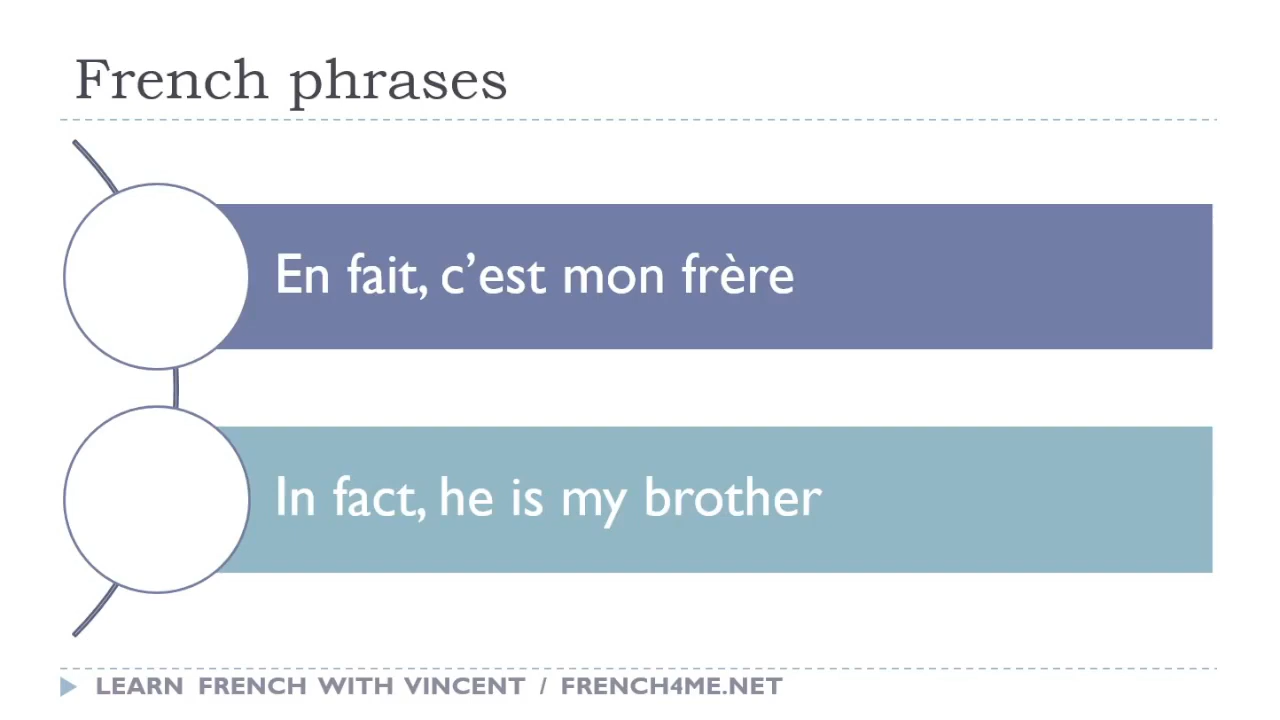 French phrases
En fait, c’est mon frère
In fact, he is my brother
LEARN FRENCH WITH VINCENT / FRENCH4ME.NET